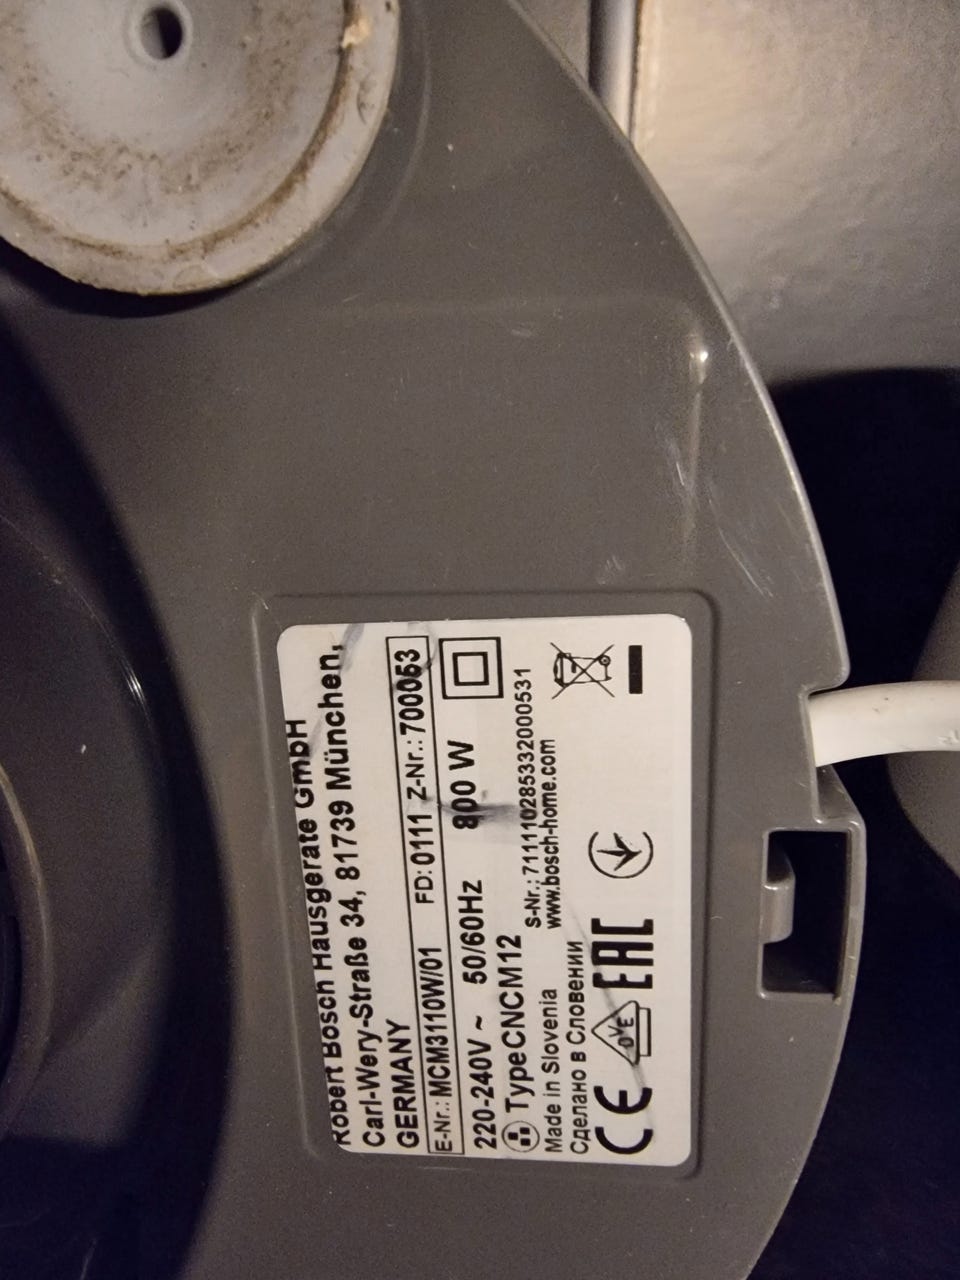 Robert Bosch Hausgeräte GmbH
Carl-Wery-Straße 34, 81739 München,
GERMANY
E-Nr.: MCM3110W/01 FD: 0111 Z-Nr.: 700053
220-240V ~ 50/60Hz 800 W
Type CNCM12
S-Nr.: 711110285332000531
Made in Slovenia www.bosch-home.com
Сделано в Словении
CE OVE EAC